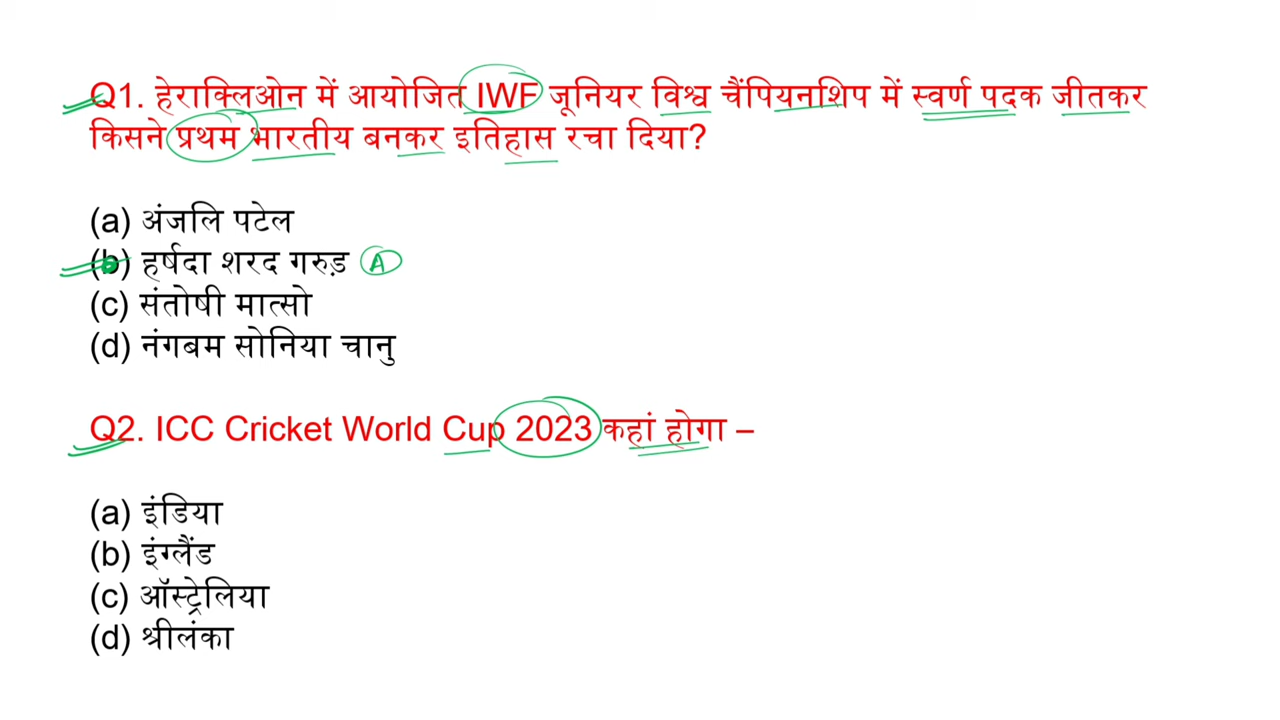 Q1. हेराक्लिओन में आयोजित IWF जूनियर विश्व चैंपियनशिप में स्वर्ण पदक जीतकर
किसने प्रथम भारतीय बनकर इतिहास रचा दिया?
(a) अंजलि पटेल
(b) हर्षदा शरद गरुड़ A
(c) संतोषी मात्सो
(d) नंगबम सोनिया चानु
Q2. ICC Cricket World Cup 2023 कहां होगा –
(a) इंडिया
(b) इंग्लैंड
(c) ऑस्ट्रेलिया
(d) श्रीलंका